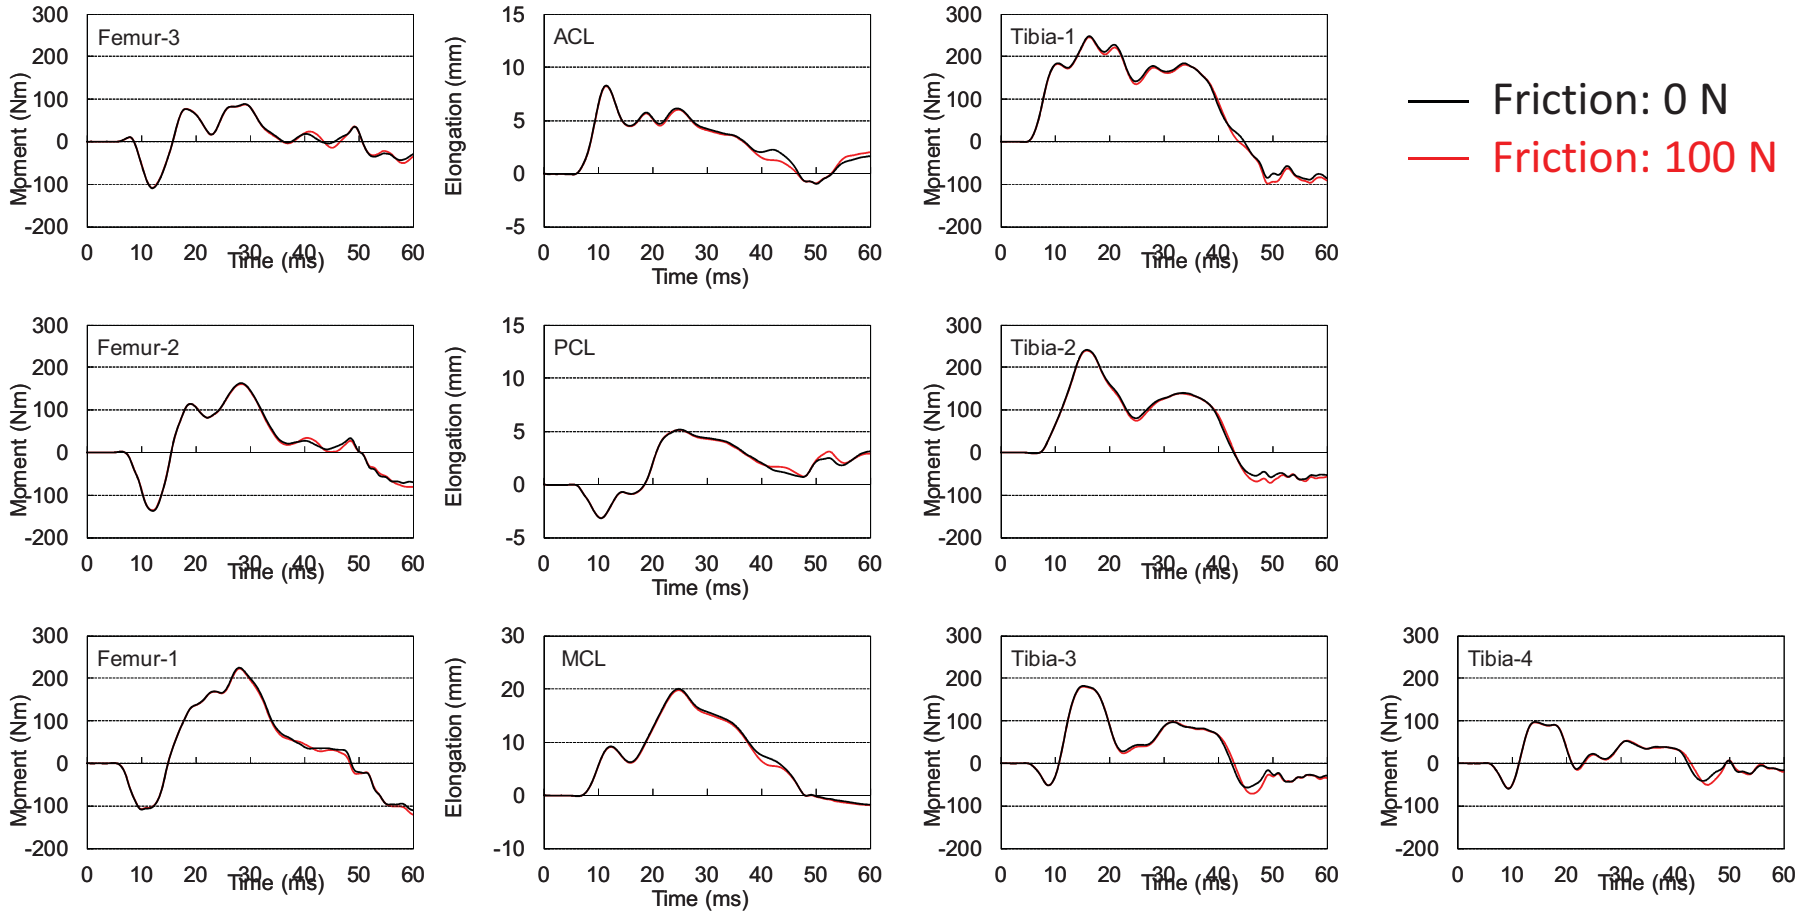 Femur-3
Moment (Nm)
300
200
100
0
-100
-200
0 10 20 30 40 50 60
Time (ms)
ACL
Elongation (mm)
15
10
5
0
-5
0 10 20 30 40 50 60
Time (ms)
Tibia-1
Moment (Nm)
300
200
100
0
-100
-200
0 10 20 30 40 50 60
Time (ms)
Friction: 0 N
Friction: 100 N
Femur-2
Moment (Nm)
300
200
100
0
-100
-200
0 10 20 30 40 50 60
Time (ms)
PCL
Elongation (mm)
15
10
5
0
-5
0 10 20 30 40 50 60
Time (ms)
Tibia-2
Moment (Nm)
300
200
100
0
-100
-200
0 10 20 30 40 50 60
Time (ms)
Femur-1
Moment (Nm)
300
200
100
0
-100
-200
0 10 20 30 40 50 60
Time (ms)
MCL
Elongation (mm)
30
20
10
0
-10
0 10 20 30 40 50 60
Time (ms)
Tibia-3
Moment (Nm)
300
200
100
0
-100
-200
0 10 20 30 40 50 60
Time (ms)
Tibia-4
Moment (Nm)
300
200
100
0
-100
-200
0 10 20 30 40 50 60
Time (ms)